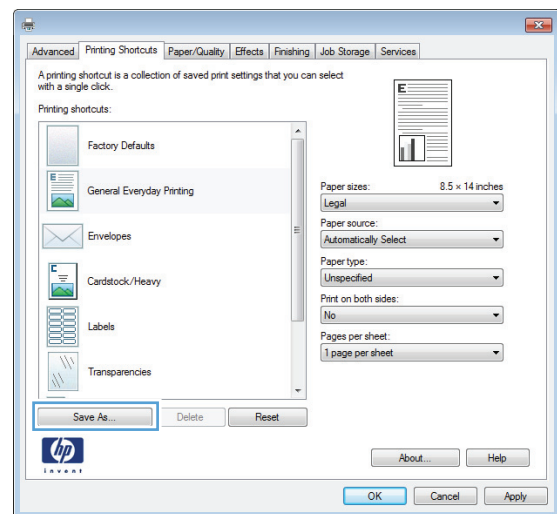 Advanced Printing Shortcuts Paper/Quality Effects Finishing Job Storage Services
A printing shortcut is a collection of saved print settings that you can select
with a single click.
Printing shortcuts:
Factory Defaults
General Everyday Printing
Envelopes
Cardstock/Heavy
Labels
Transparencies
Save As... Delete Reset
E
Paper sizes: 8.5 × 14 inches
Legal
Paper source:
Automatically Select
Paper type:
Unspecified
Print on both sides:
No
Pages per sheet:
1 page per sheet
hp
invent
About... Help
OK Cancel Apply